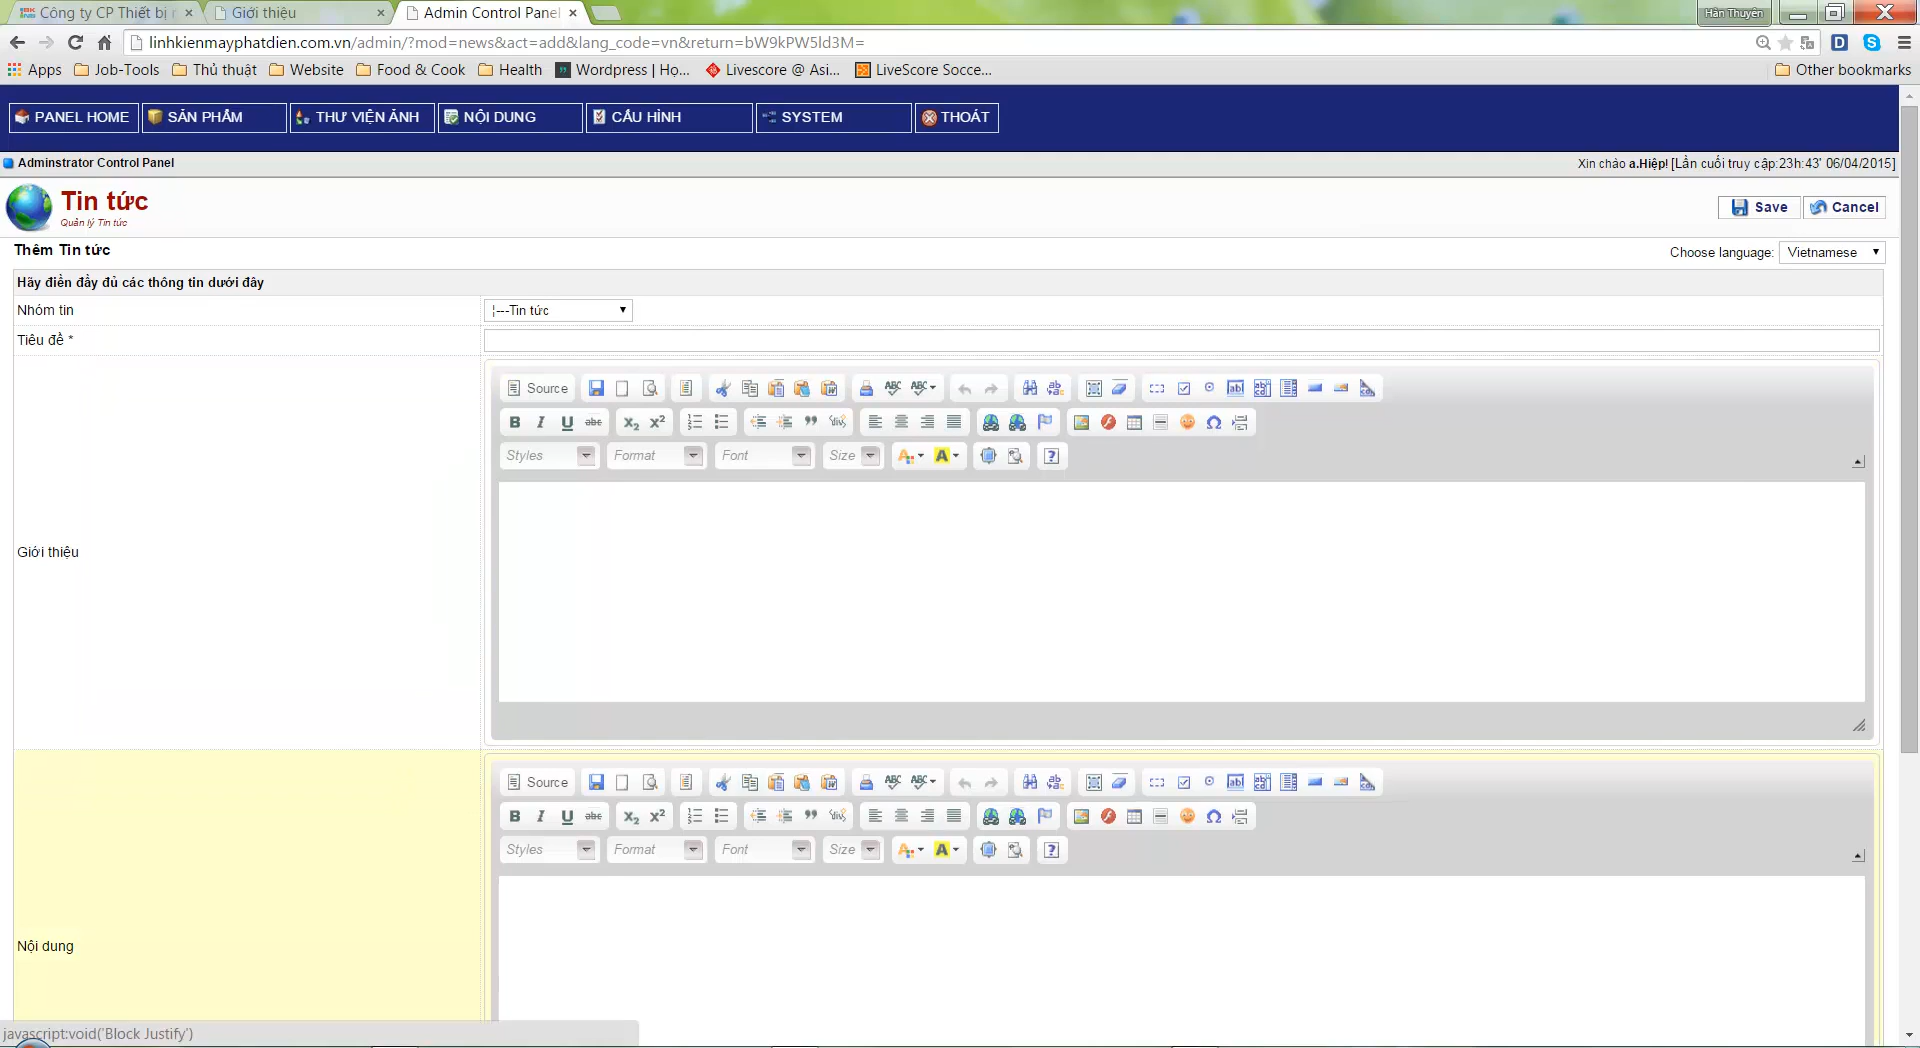 Công ty CP Thiết bị
Giới thiệu
Admin Control Panel
Hán Thuyên
linhkienmayphatdien.com.vn/admin/?mod=news&act=add&lang_code=vn&return=bW9kPW5ld3M=
Apps Job-Tools Thủ thuật Website Food & Cook Health Wordpress | Họ... Livescore @ Asi... LiveScore Socce... Other bookmarks
PANEL HOME SẢN PHẨM THƯ VIỆN ẢNH NỘI DUNG CẤU HÌNH SYSTEM THOÁT
Adminstrator Control Panel
Xin chào a.Hiệp! [Lần cuối truy cập:23h:43' 06/04/2015]
Tin tức
Quản lý Tin tức
Save Cancel
Thêm Tin tức
Choose language: Vietnamese
Hãy điền đầy đủ các thông tin dưới đây
Nhóm tin
¦---Tin tức
Tiêu đề *
Source
Styles Format Font Size
Giới thiệu
Source
Styles Format Font Size
Nội dung
javascript:void('Block Justify')